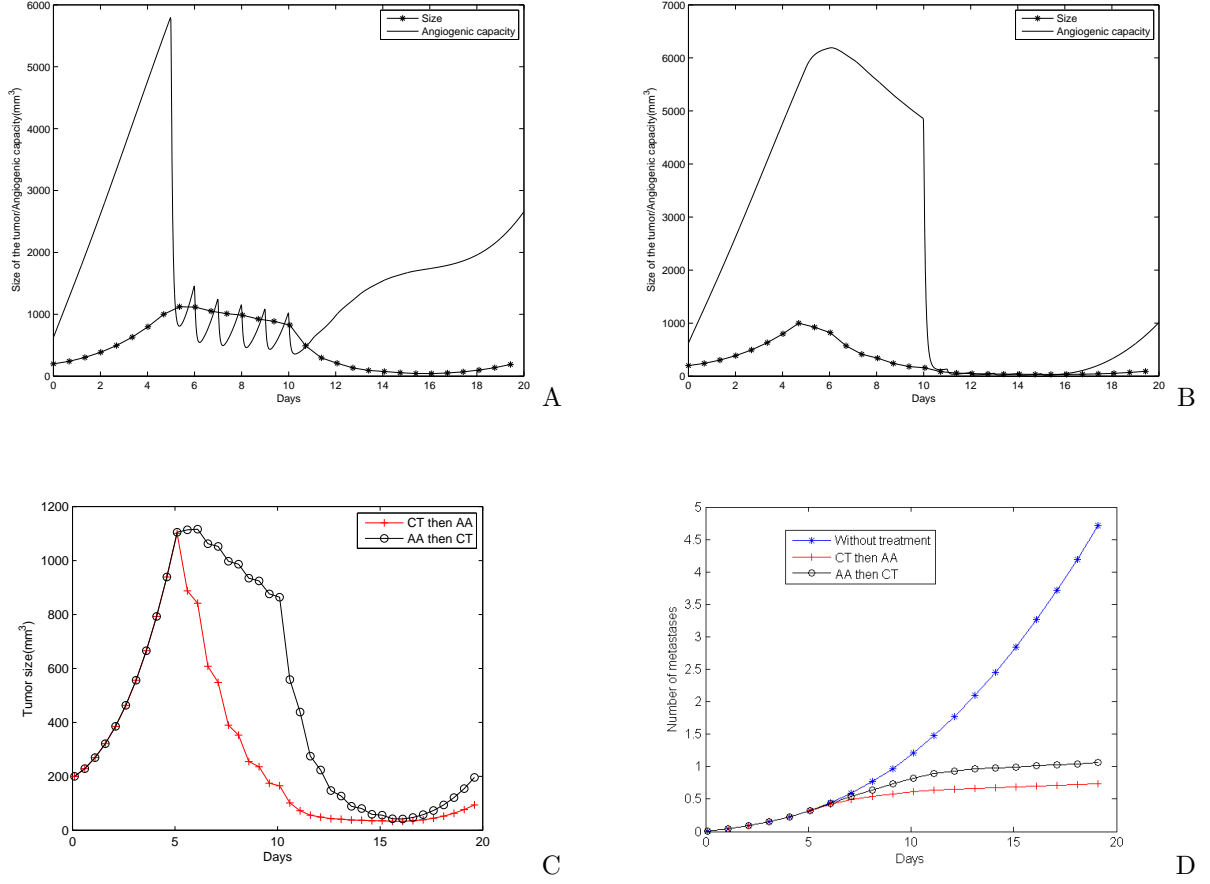 Size of the tumor/Angiogenic capacity(mm³)
6000
5000
4000
3000
2000
1000
0
0 2 4 6 8 10 12 14 16 18 20
Days
Size
Angiogenic capacity
A
Size of the tumor/Angiogenic capacity(mm³)
7000
6000
5000
4000
3000
2000
1000
0
0 2 4 6 8 10 12 14 16 18 20
Days
Size
Angiogenic capacity
B
Tumor size(mm³)
1200
1000
800
600
400
200
0
0 5 10 15 20
Days
CT then AA
AA then CT
C
Number of metastases
5
4.5
4
3.5
3
2.5
2
1.5
1
0.5
0
0 5 10 15 20
Days
Without treatment
CT then AA
AA then CT
D